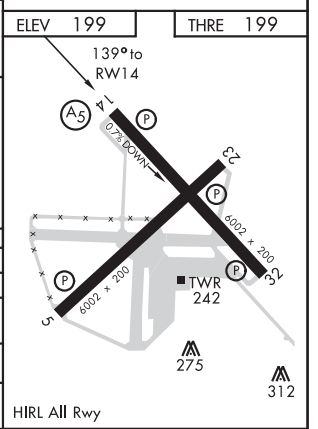 ELEV 199
THRE 199
139° to
RW14
A5
14
P
0.7% DOWN
23
P
6002 x 200
P
P
TWR
242
32
6002 x 200
5
275
312
HIRL All Rwy